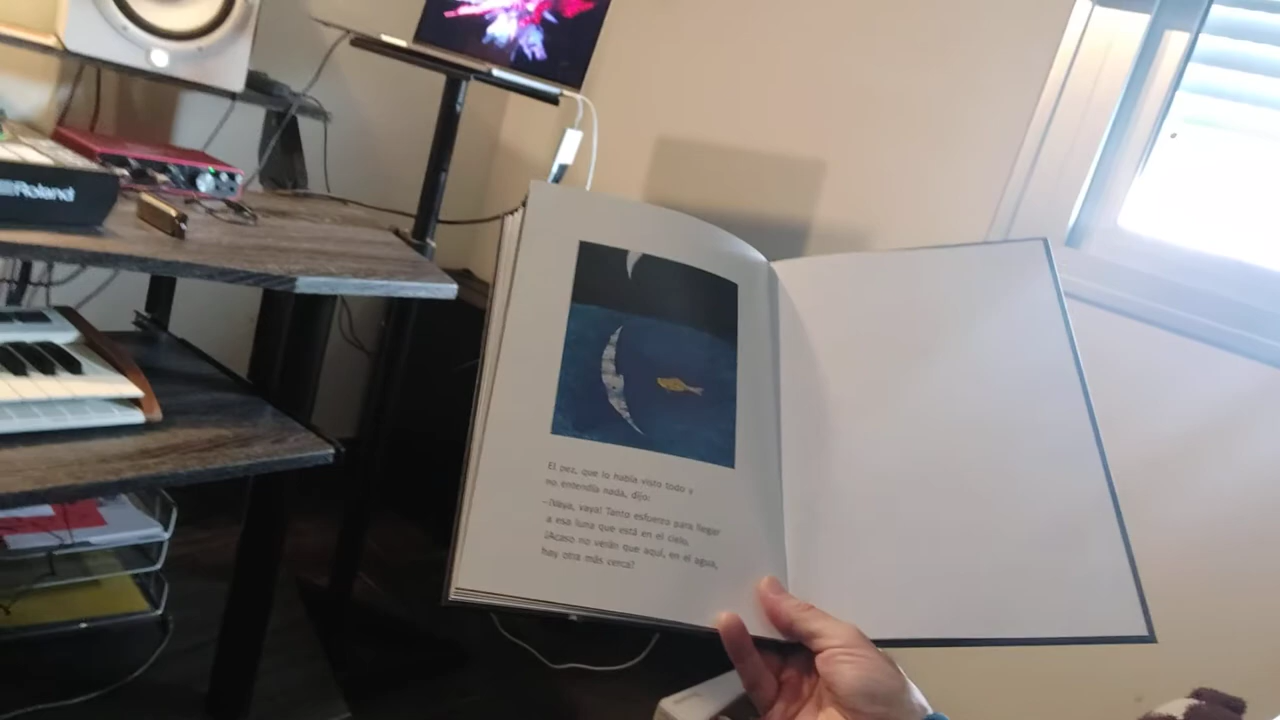 Roland
El pez, que lo había visto todo y
no entendía nada, dijo:
–¡Vaya, vaya! Tanto esfuerzo para llegar
a esa luna que está en el cielo.
¿Acaso no verán que aquí, en el agua,
hay otra más cerca?